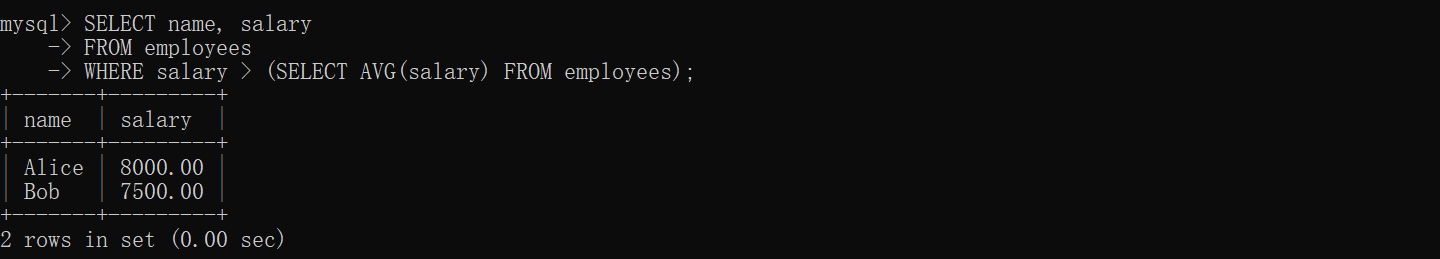 mysql> SELECT name, salary
    -> FROM employees
    -> WHERE salary > (SELECT AVG(salary) FROM employees);
+-------+---------+
| name  | salary  |
+-------+---------+
| Alice | 8000.00 |
| Bob   | 7500.00 |
+-------+---------+
2 rows in set (0.00 sec)